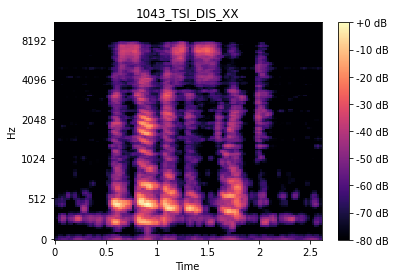 1043_TSI_DIS_XX
8192
4096
2048
1024
512
0
Hz
0 0.5 1 1.5 2 2.5
Time
+0 dB
-10 dB
-20 dB
-30 dB
-40 dB
-50 dB
-60 dB
-70 dB
-80 dB